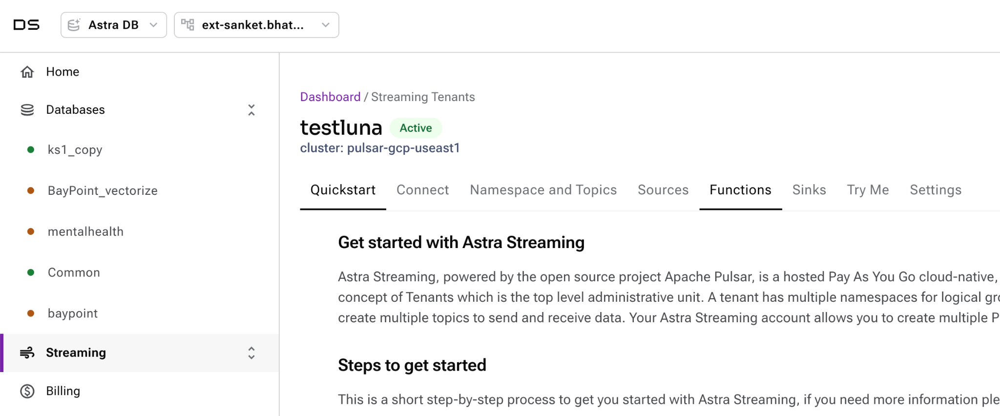 DS Astra DB ext-sanket.bhat...
Home
Databases
ks1_copy
BayPoint_vectorize
mentalhealth
Common
baypoint
Streaming
Billing
Dashboard / Streaming Tenants
testluna Active
cluster: pulsar-gcp-useast1
Quickstart Connect Namespace and Topics Sources Functions Sinks Try Me Settings
Get started with Astra Streaming
Astra Streaming, powered by the open source project Apache Pulsar, is a hosted Pay As You Go cloud-native,
concept of Tenants which is the top level administrative unit. A tenant has multiple namespaces for logical
create multiple topics to send and receive data. Your Astra Streaming account allows you to create multiple
Steps to get started
This is a short step-by-step process to get you started with Astra Streaming, if you need more information